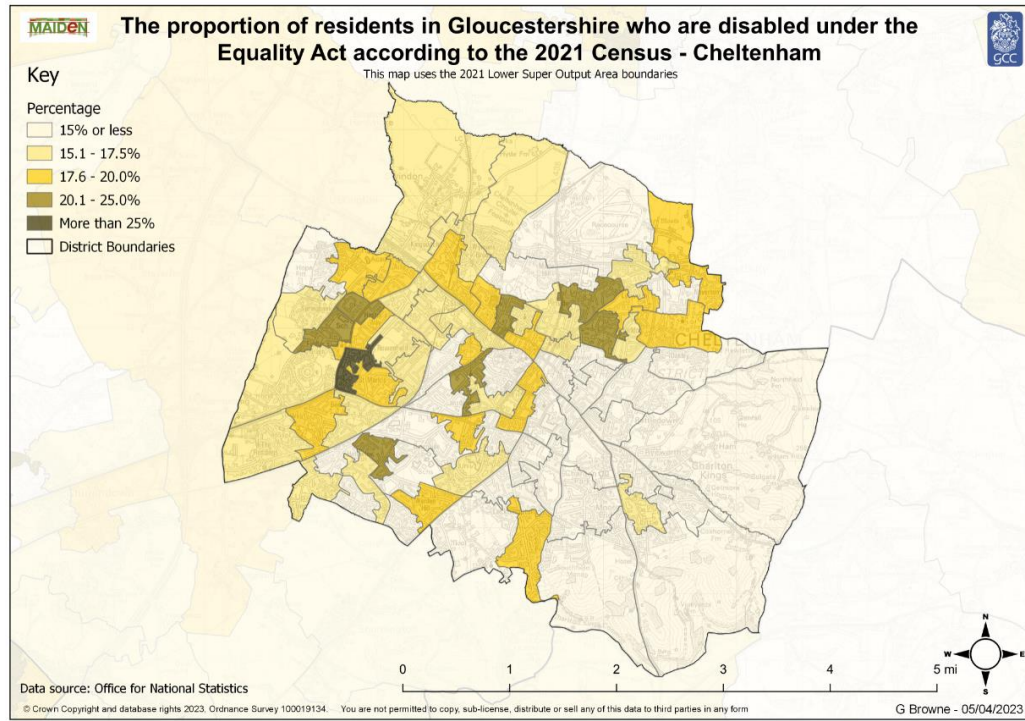 MAIDEN
The proportion of residents in Gloucestershire who are disabled under the
Equality Act according to the 2021 Census - Cheltenham
This map uses the 2021 Lower Super Output Area boundaries
gcc
Key
Percentage
15% or less
15.1 - 17.5%
17.6 - 20.0%
20.1 - 25.0%
More than 25%
District Boundaries
CHELTENHAM
DISTRICT
Charlton
Kings
N
W
E
S
0 1 2 3 4 5 mi
Data source: Office for National Statistics
© Crown Copyright and database rights 2023. Ordnance Survey 100019134. You are not permitted to copy, sub-license, distribute or sell any of this data to third parties in any form
G Browne - 05/04/2023